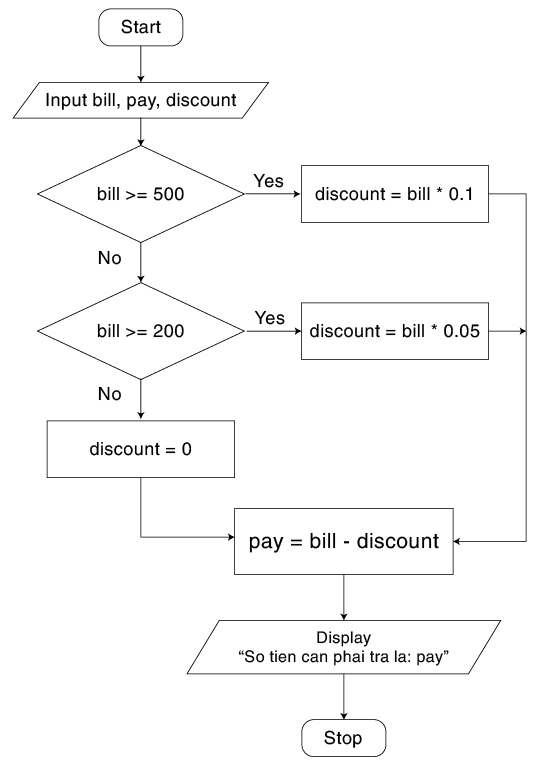 Start
Input bill, pay, discount
bill >= 500
Yes
discount = bill * 0.1
No
bill >= 200
Yes
discount = bill * 0.05
No
discount = 0
pay = bill - discount
Display
“So tien can phai tra la: pay”
Stop